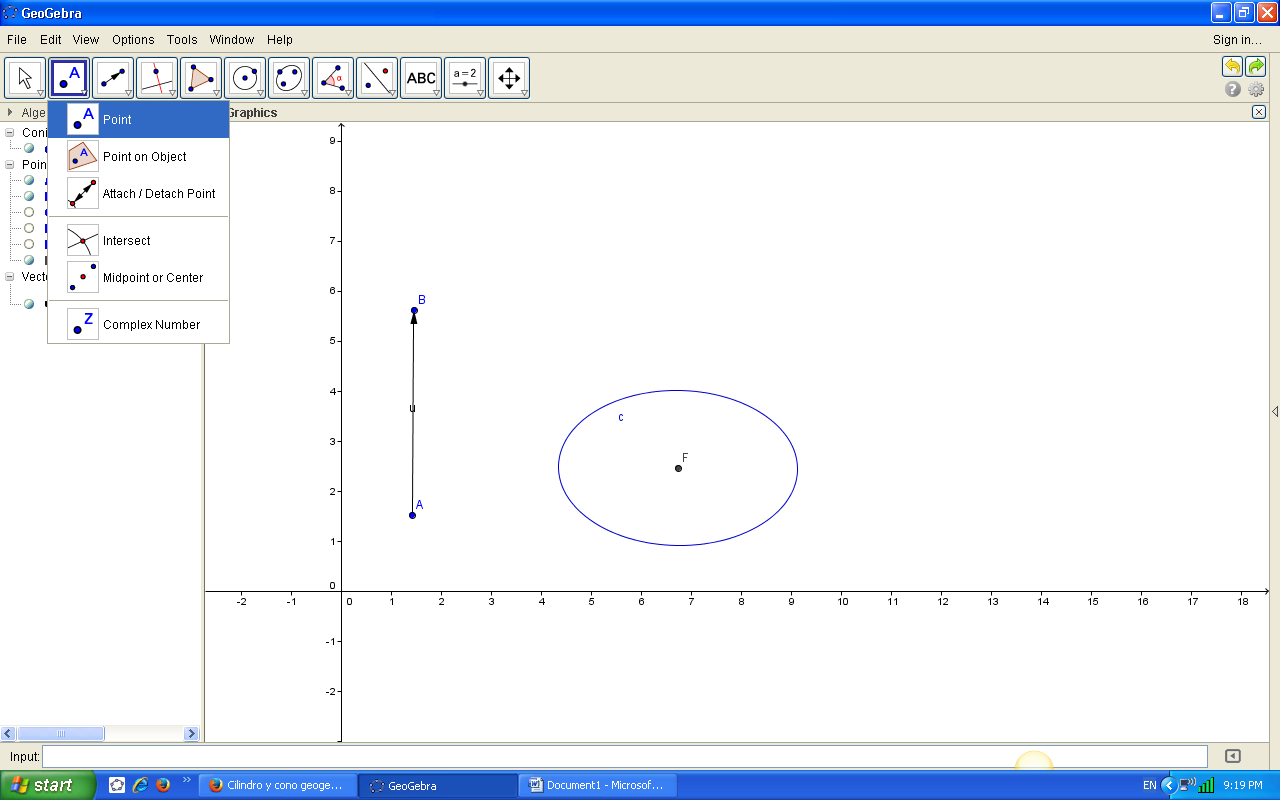 GeoGebra
File Edit View Options Tools Window Help Sign in...
A α ABC a=2
Alge
Graphics
A Point
A Point on Object
Attach / Detach Point
Intersect
Midpoint or Center
Z Complex Number
Coni
Poin
Vecto
9
8
7
6
5
4
3
2
1
0
-1
-2
B
u
A
c
F
-2 -1 0 1 2 3 4 5 6 7 8 9 10 11 12 13 14 15 16 17 18
Input:
start
Cilindro y cono geoge...
GeoGebra
Document1 - Microsof...
EN
9:19 PM